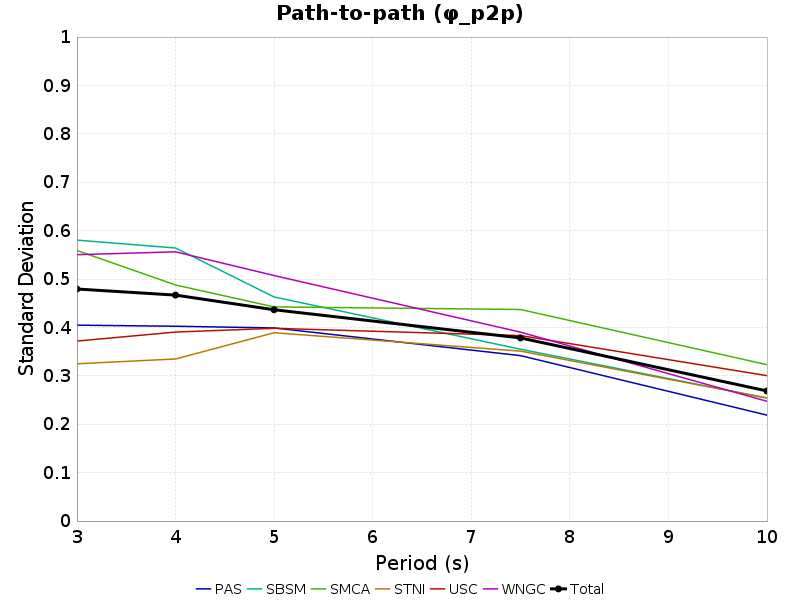 Path-to-path (φ_p2p)
1
0.9
0.8
0.7
0.6
0.5
0.4
0.3
0.2
0.1
0
Standard Deviation
3 4 5 6 7 8 9 10
Period (s)
PAS SBSM SMCA STNI USC WNGC Total